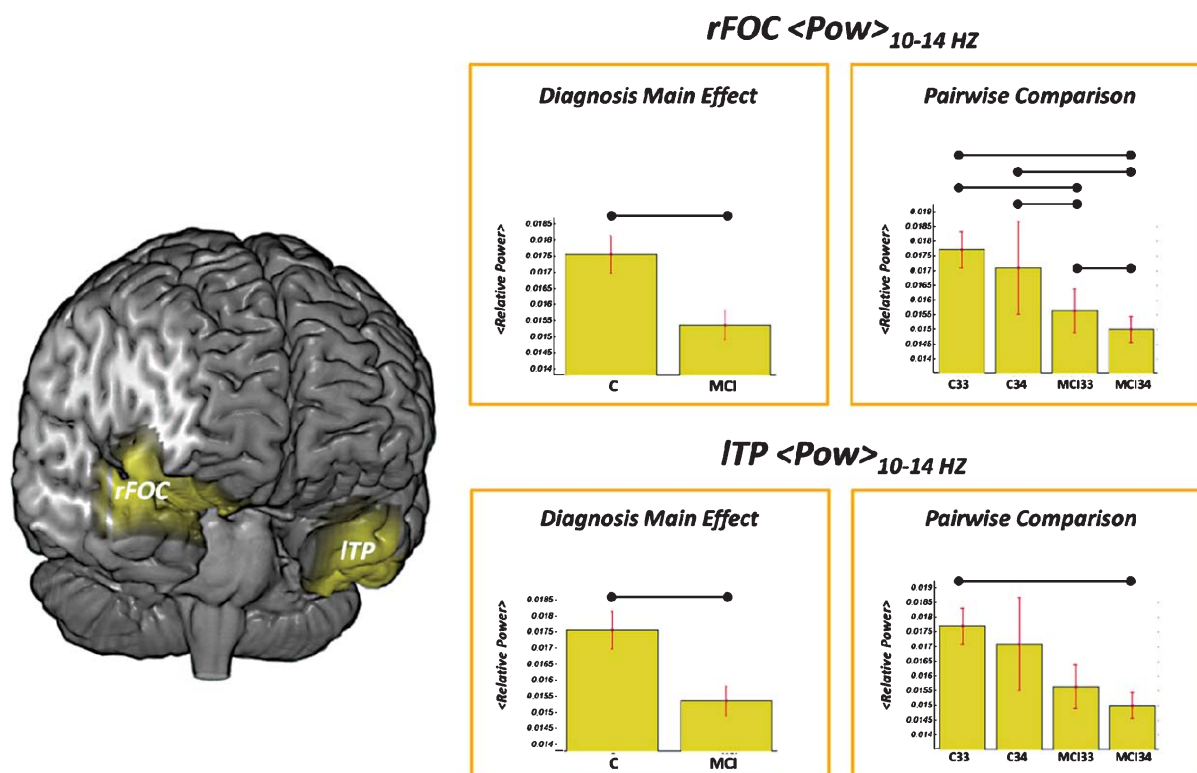 rFOC <Pow>10-14 HZ
Diagnosis Main Effect
<Relative Power>
0.0185
0.018
0.0175
0.017
0.0165
0.016
0.0155
0.015
0.0145
0.014
C MCI
Pairwise Comparison
<Relative Power>
0.019
0.0185
0.018
0.0175
0.017
0.0165
0.016
0.0155
0.015
0.0145
0.014
C33 C34 MCI33 MCI34
rFOC
lTP
lTP <Pow>10-14 HZ
Diagnosis Main Effect
<Relative Power>
0.0185
0.018
0.0175
0.017
0.0165
0.016
0.0155
0.015
0.0145
0.014
C MCI
Pairwise Comparison
<Relative Power>
0.019
0.0185
0.018
0.0175
0.017
0.0165
0.016
0.0155
0.015
0.0145
0.014
C33 C34 MCI33 MCI34